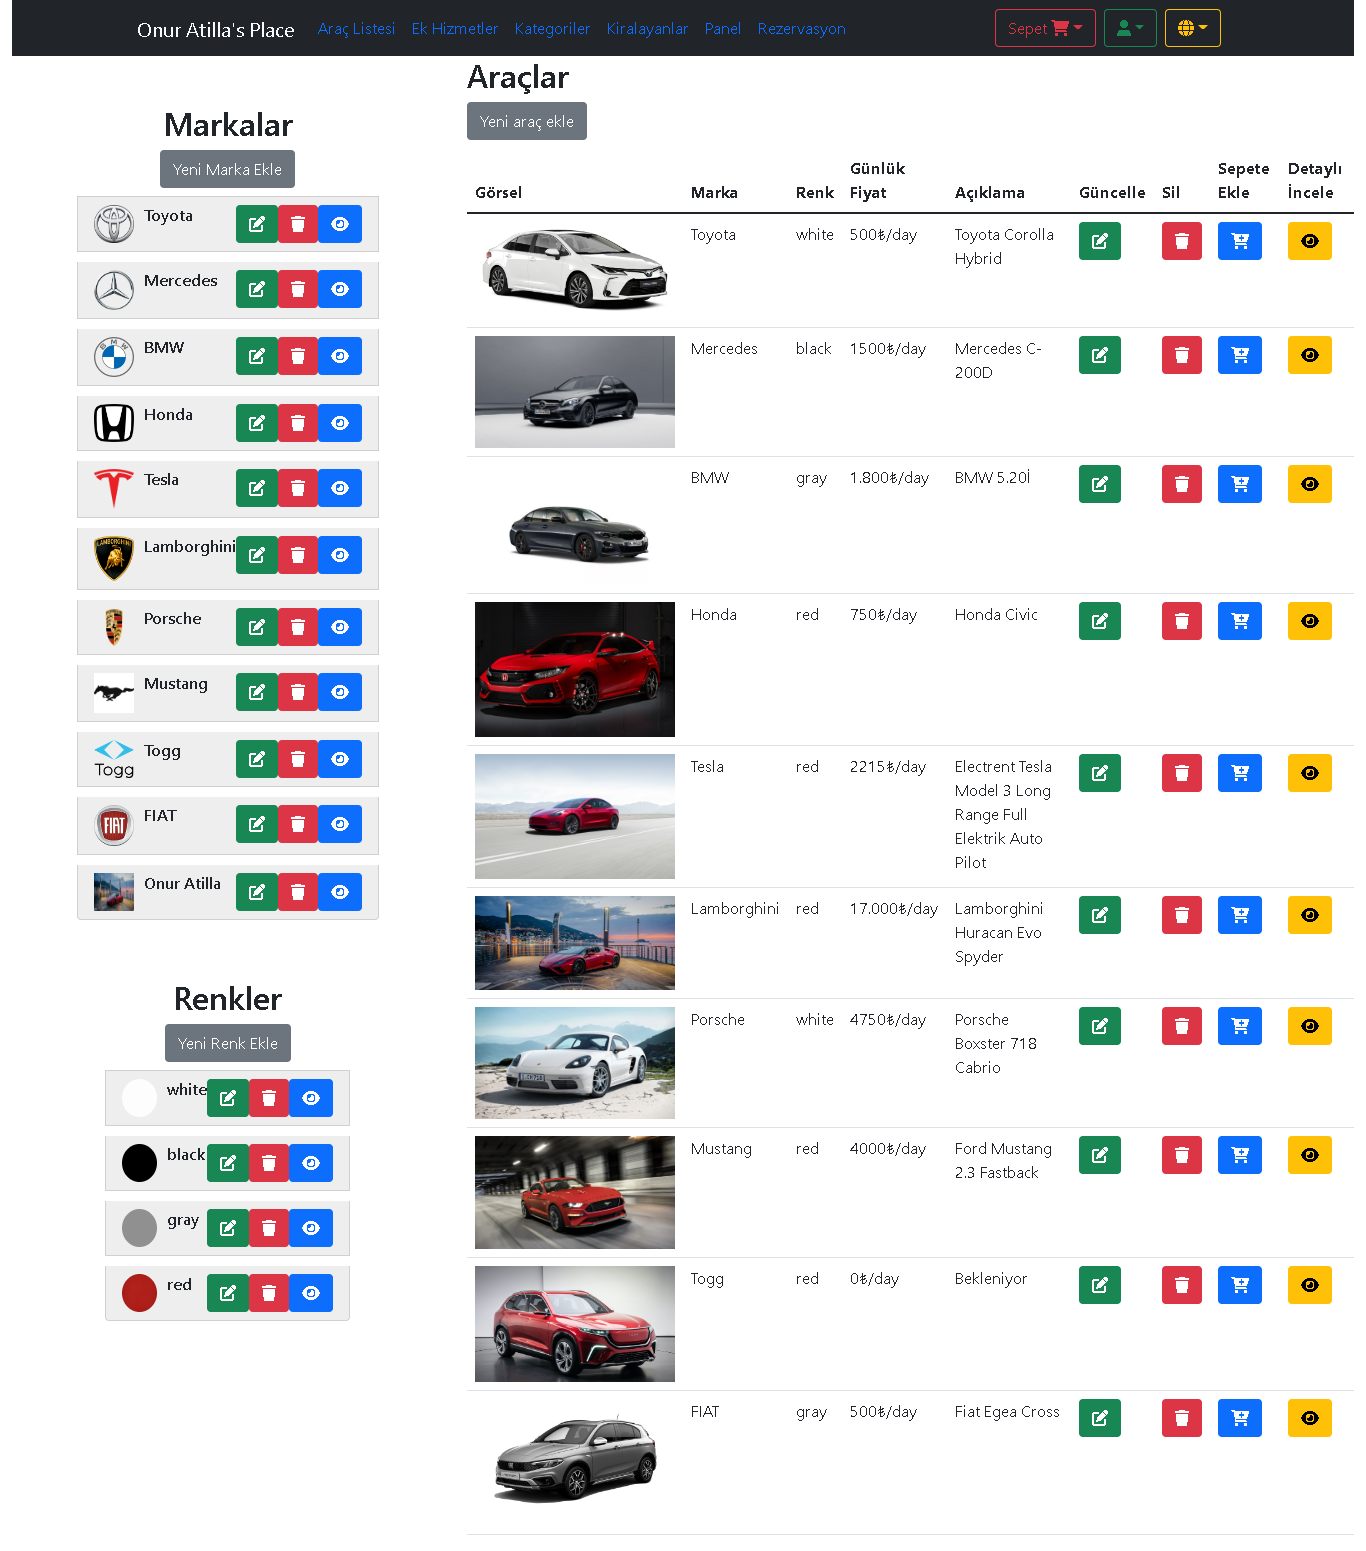 Onur Atilla's Place
Araç Listesi
Ek Hizmetler
Kategoriler
Kiralayanlar
Panel
Rezervasyon
Sepet
Markalar
Yeni Marka Ekle
Toyota
Mercedes
BMW
Honda
Tesla
LAMBORGHINI
Lamborghini
Porsche
Mustang
Togg
Togg
FIAT
FIAT
Onur Atilla
Renkler
Yeni Renk Ekle
white
black
gray
red
Araçlar
Yeni araç ekle
Görsel
Marka
Renk
Günlük
Fiyat
Açıklama
Güncelle
Sil
Sepete
Ekle
Detaylı
İncele
Toyota
white
500₺/day
Toyota Corolla
Hybrid
Mercedes
black
1500₺/day
Mercedes C-
200D
BMW
gray
1.800₺/day
BMW 5.20İ
Honda
red
750₺/day
Honda Civic
Tesla
red
2215₺/day
Electrent Tesla
Model 3 Long
Range Full
Elektrik Auto
Pilot
Lamborghini
red
17.000₺/day
Lamborghini
Huracan Evo
Spyder
Porsche
white
4750₺/day
Porsche
Boxster 718
Cabrio
Mustang
red
4000₺/day
Ford Mustang
2.3 Fastback
Togg
red
0₺/day
Bekleniyor
FIAT
gray
500₺/day
Fiat Egea Cross